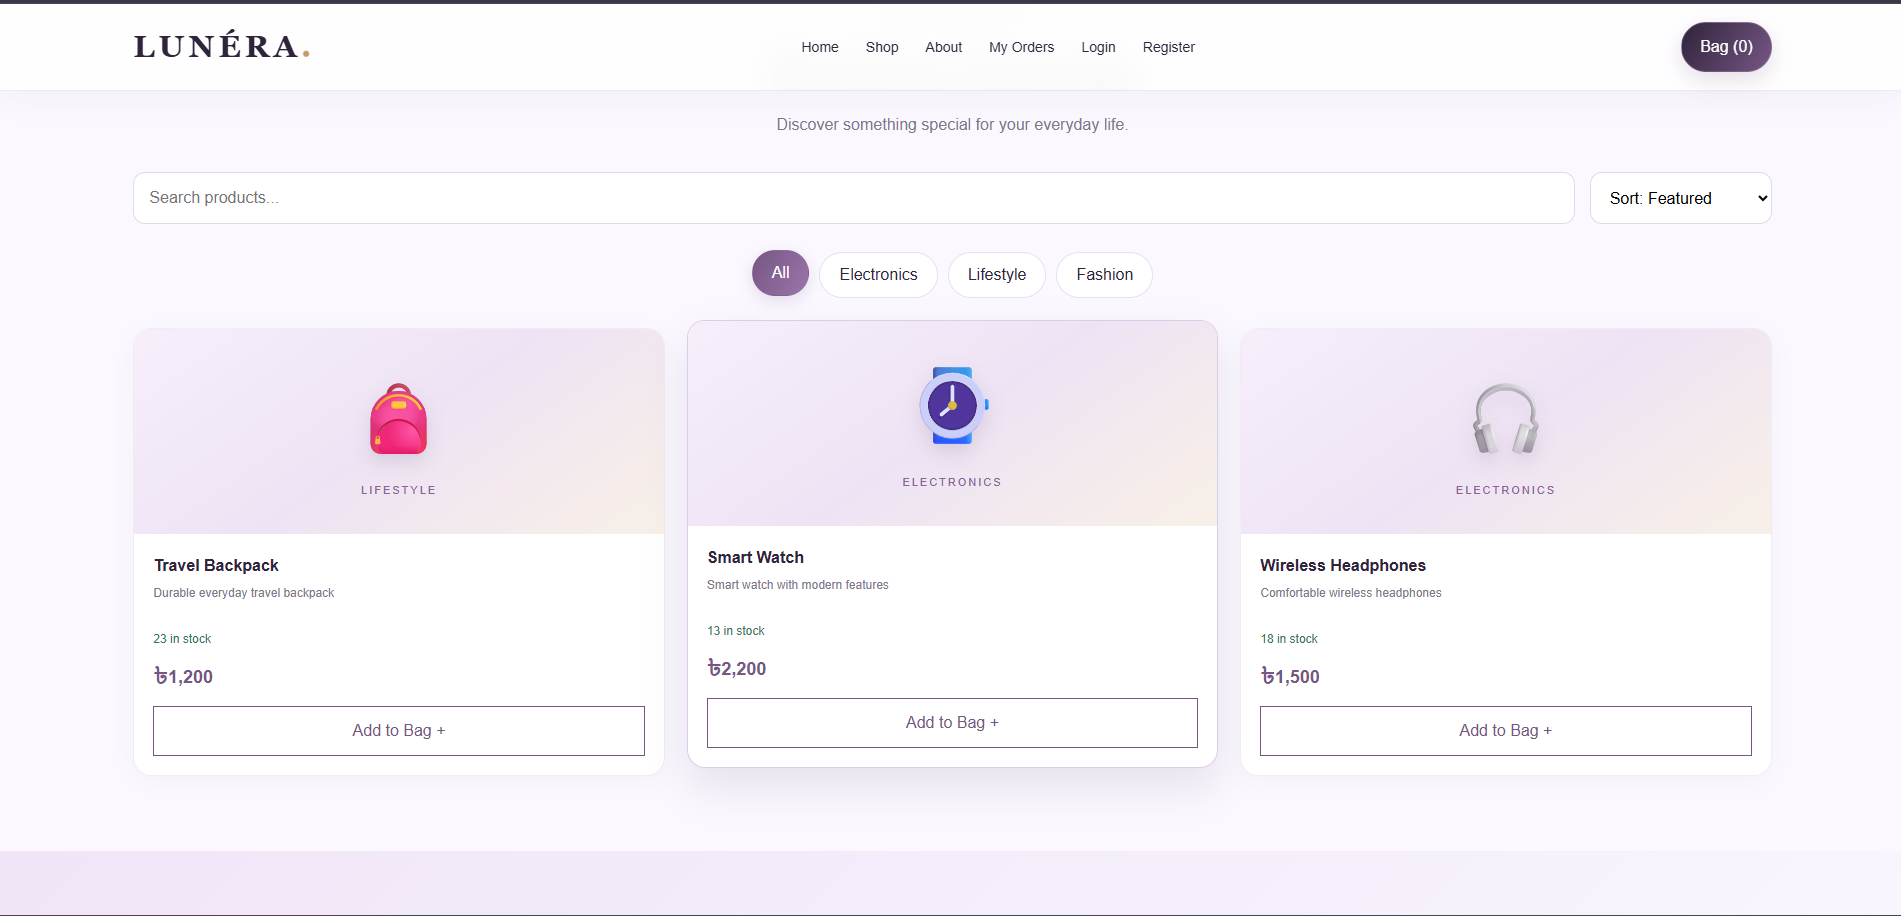 LUNÉRA.
Home Shop About My Orders Login Register
Bag (0)
Discover something special for your everyday life.
Search products...
Sort: Featured
All Electronics Lifestyle Fashion
LIFESTYLE
Travel Backpack
Durable everyday travel backpack
23 in stock
৳1,200
Add to Bag +
ELECTRONICS
Smart Watch
Smart watch with modern features
13 in stock
৳2,200
Add to Bag +
ELECTRONICS
Wireless Headphones
Comfortable wireless headphones
18 in stock
৳1,500
Add to Bag +